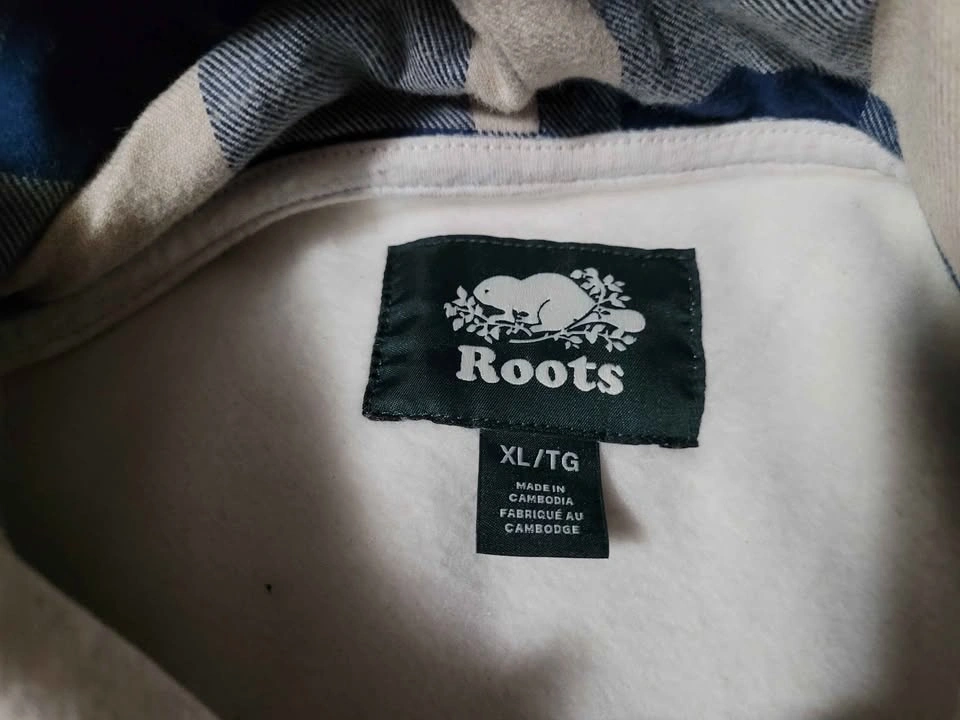 Roots
XL/TG
MADE IN
CAMBODIA
FABRIQUÉ AU
CAMBODGE